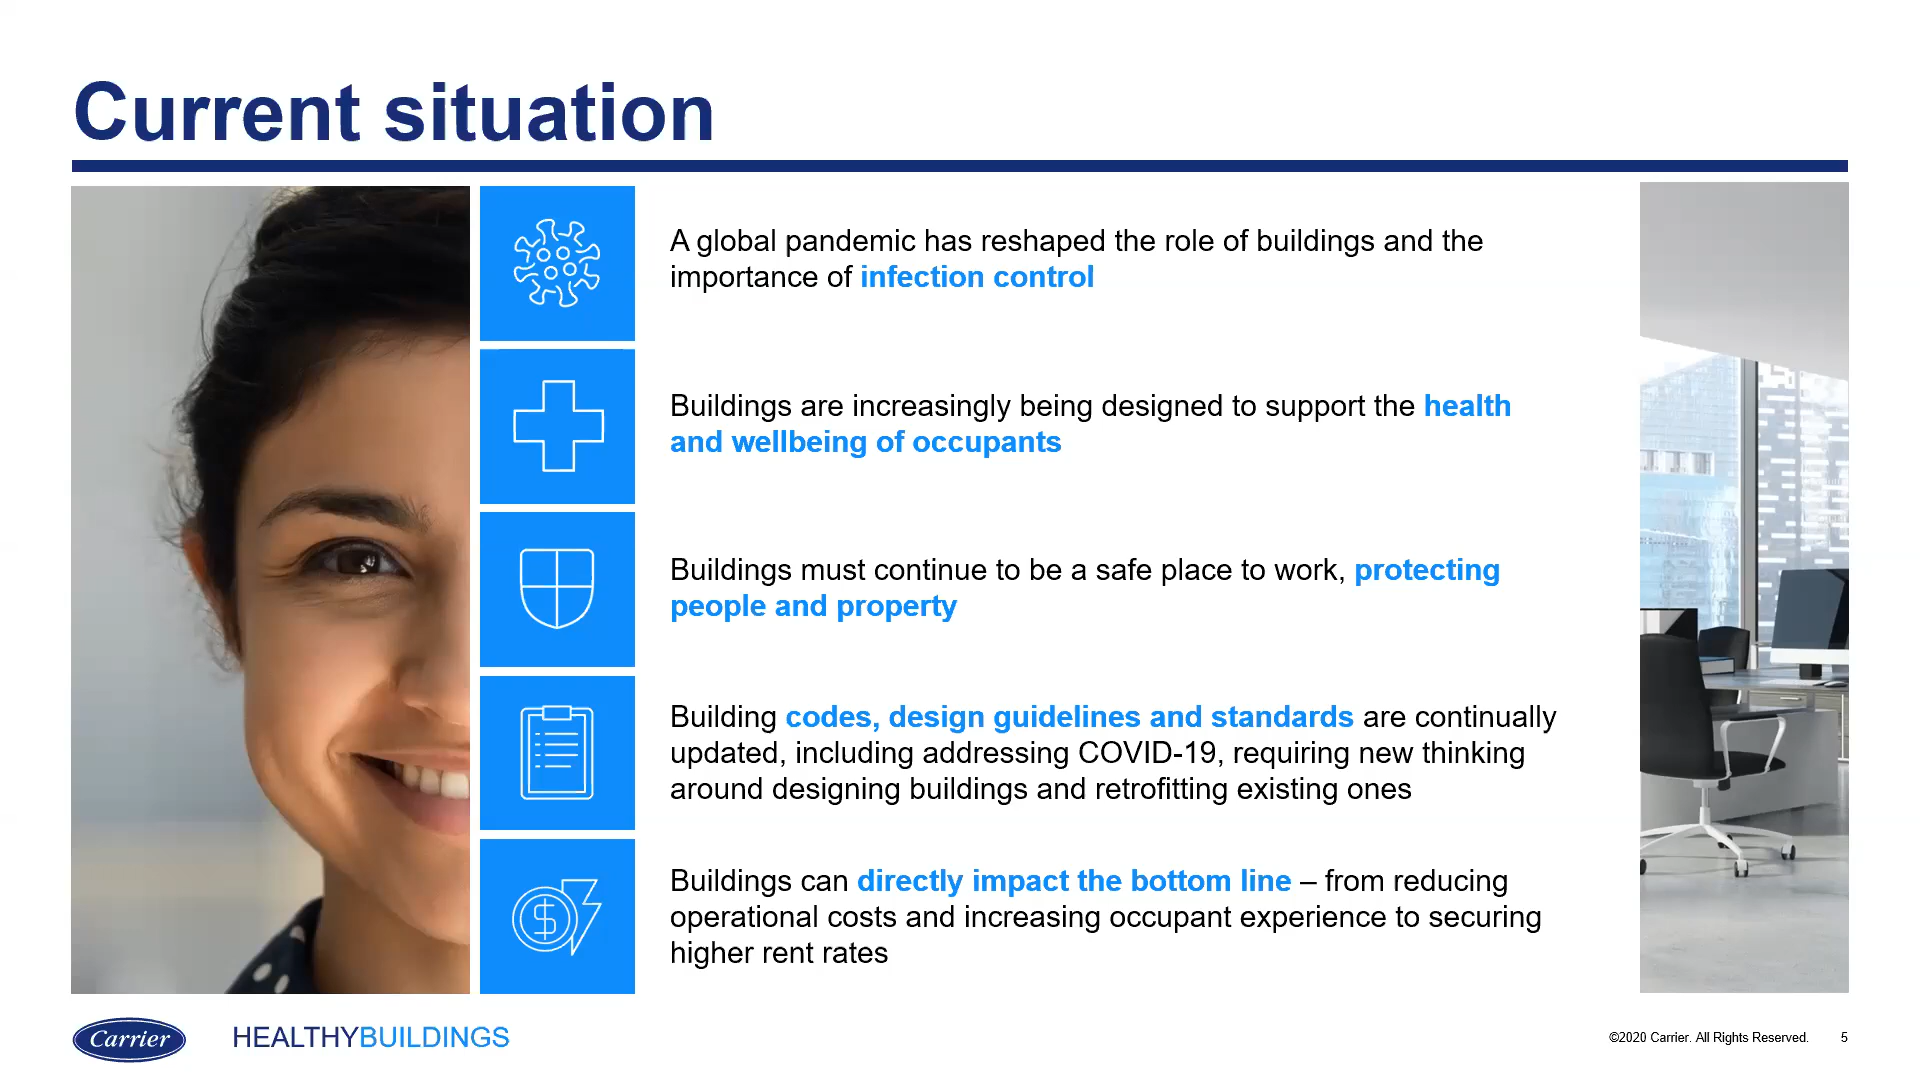 Current situation
A global pandemic has reshaped the role of buildings and the
importance of infection control
Buildings are increasingly being designed to support the health
and wellbeing of occupants
Buildings must continue to be a safe place to work, protecting
people and property
Building codes, design guidelines and standards are continually
updated, including addressing COVID-19, requiring new thinking
around designing buildings and retrofitting existing ones
$
Buildings can directly impact the bottom line – from reducing
operational costs and increasing occupant experience to securing
higher rent rates
Carrier
HEALTHYBUILDINGS
©2020 Carrier. All Rights Reserved.
5